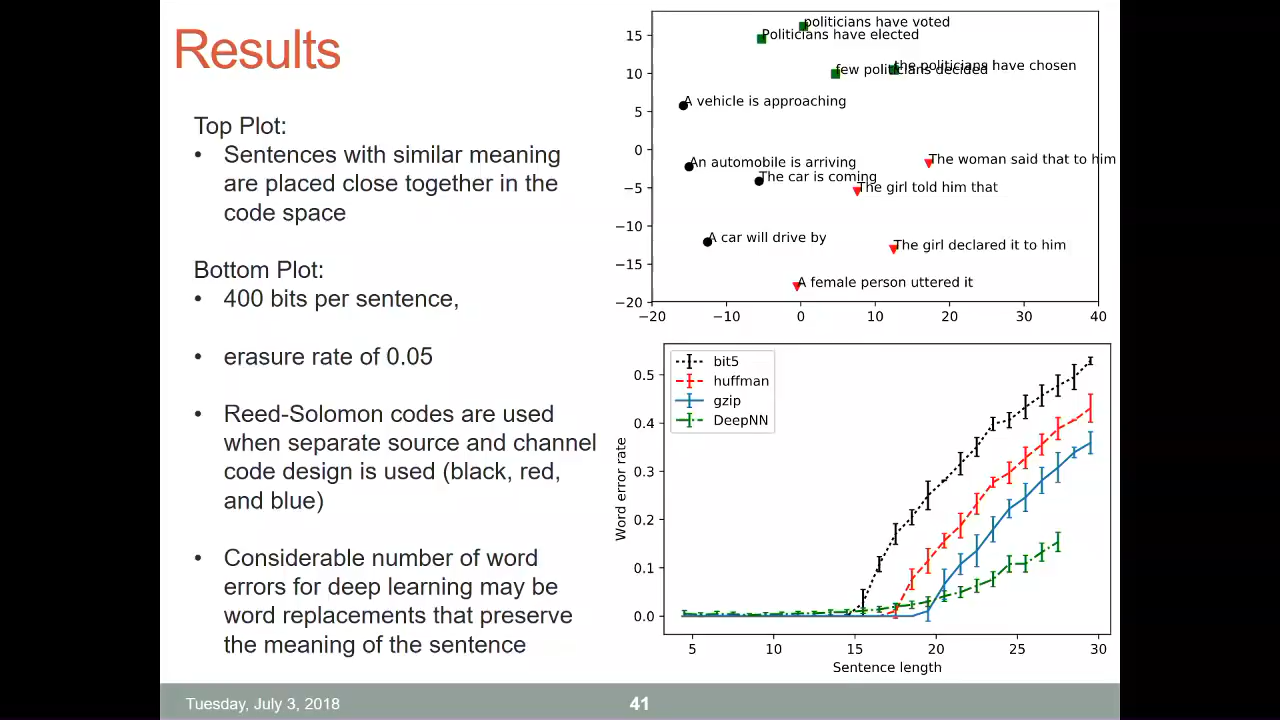 Results
Top Plot:
• Sentences with similar meaning
are placed close together in the
code space
Bottom Plot:
• 400 bits per sentence,
• erasure rate of 0.05
• Reed-Solomon codes are used
when separate source and channel
code design is used (black, red,
and blue)
• Considerable number of word
errors for deep learning may be
word replacements that preserve
the meaning of the sentence
politicians have voted
Politicians have elected
the politicians have chosen
few politicians decided
A vehicle is approaching
An automobile is arriving
The woman said that to him
The car is coming
The girl told him that
A car will drive by
The girl declared it to him
A female person uttered it
15
10
5
0
−5
−10
−15
−20
−20 −10 0 10 20 30 40
bit5
huffman
gzip
DeepNN
0.5
0.4
0.3
0.2
0.1
0.0
Word error rate
5 10 15 20 25 30
Sentence length
Tuesday, July 3, 2018
41